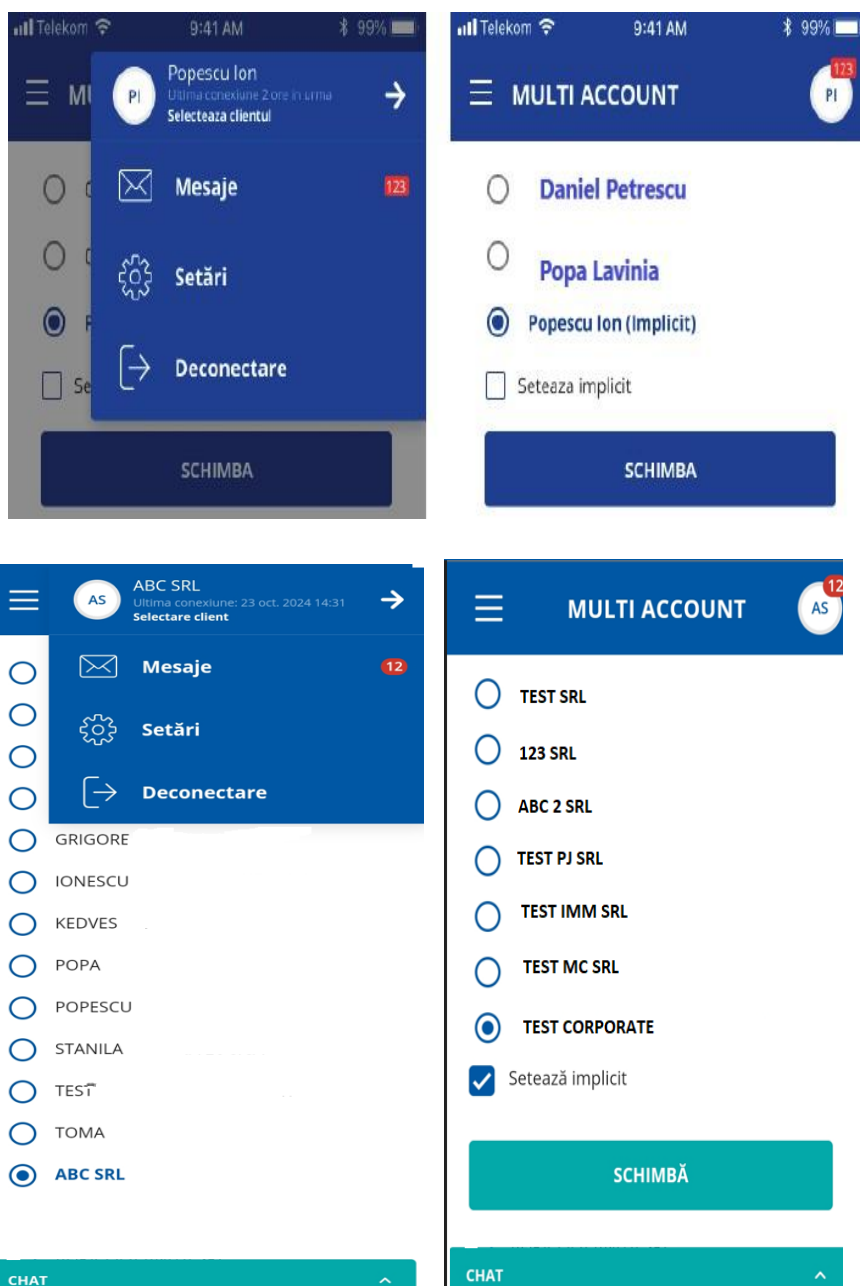 Telekom 9:41 AM 99%
Popescu Ion
PI
Ultima conexiune 2 ore in urma
Selecteaza clientul
Mesaje 123
Setări
Deconectare
Se
SCHIMBA
Telekom 9:41 AM 99%
123
MULTI ACCOUNT PI
Daniel Petrescu
Popa Lavinia
Popescu Ion (Implicit)
Seteaza implicit
SCHIMBA
ABC SRL
AS
Ultima conexiune: 23 oct. 2024 14:31
Selectare client
Mesaje 12
Setări
Deconectare
GRIGORE
IONESCU
KEDVES
POPA
POPESCU
STANILA
TEST
TOMA
ABC SRL
CHAT
12
MULTI ACCOUNT AS
TEST SRL
123 SRL
ABC 2 SRL
TEST PJ SRL
TEST IMM SRL
TEST MC SRL
TEST CORPORATE
Setează implicit
SCHIMBĂ
CHAT